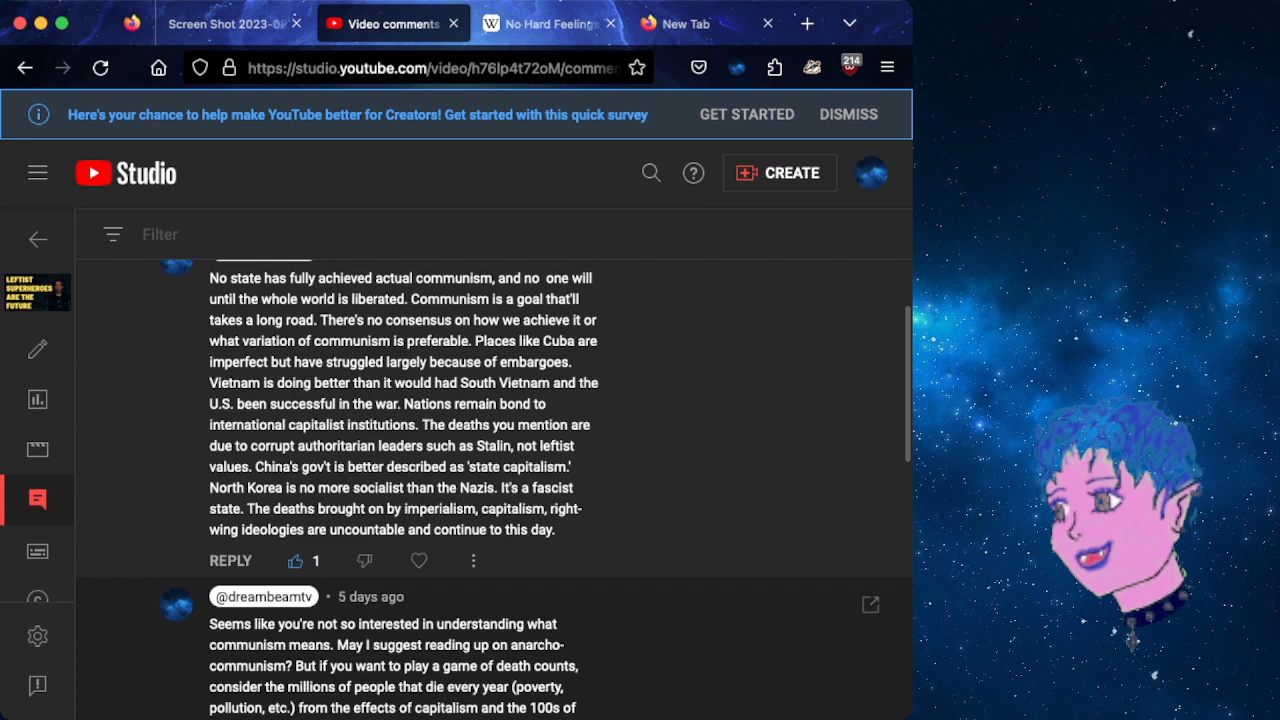 Screen Shot 2023-0
Video comments
No Hard Feelings
New Tab
https://studio.youtube.com/video/h76lp4t72oM/commen
214
Here's your chance to help make YouTube better for Creators! Get started with this quick survey
GET STARTED
DISMISS
Studio
CREATE
Filter
LEFTIST
SUPERHEROES
ARE THE
FUTURE
No state has fully achieved actual communism, and no  one will
until the whole world is liberated. Communism is a goal that'll
takes a long road. There's no consensus on how we achieve it or
what variation of communism is preferable. Places like Cuba are
imperfect but have struggled largely because of embargoes.
Vietnam is doing better than it would had South Vietnam and the
U.S. been successful in the war. Nations remain bond to
international capitalist institutions. The deaths you mention are
due to corrupt authoritarian leaders such as Stalin, not leftist
values. China's gov't is better described as 'state capitalism.'
North Korea is no more socialist than the Nazis. It's a fascist
state. The deaths brought on by imperialism, capitalism, right-
wing ideologies are uncountable and continue to this day.
REPLY
1
@dreambeamtv • 5 days ago
Seems like you're not so interested in understanding what
communism means. May I suggest reading up on anarcho-
communism? But if you want to play a game of death counts,
consider the millions of people that die every year (poverty,
pollution, etc.) from the effects of capitalism and the 100s of